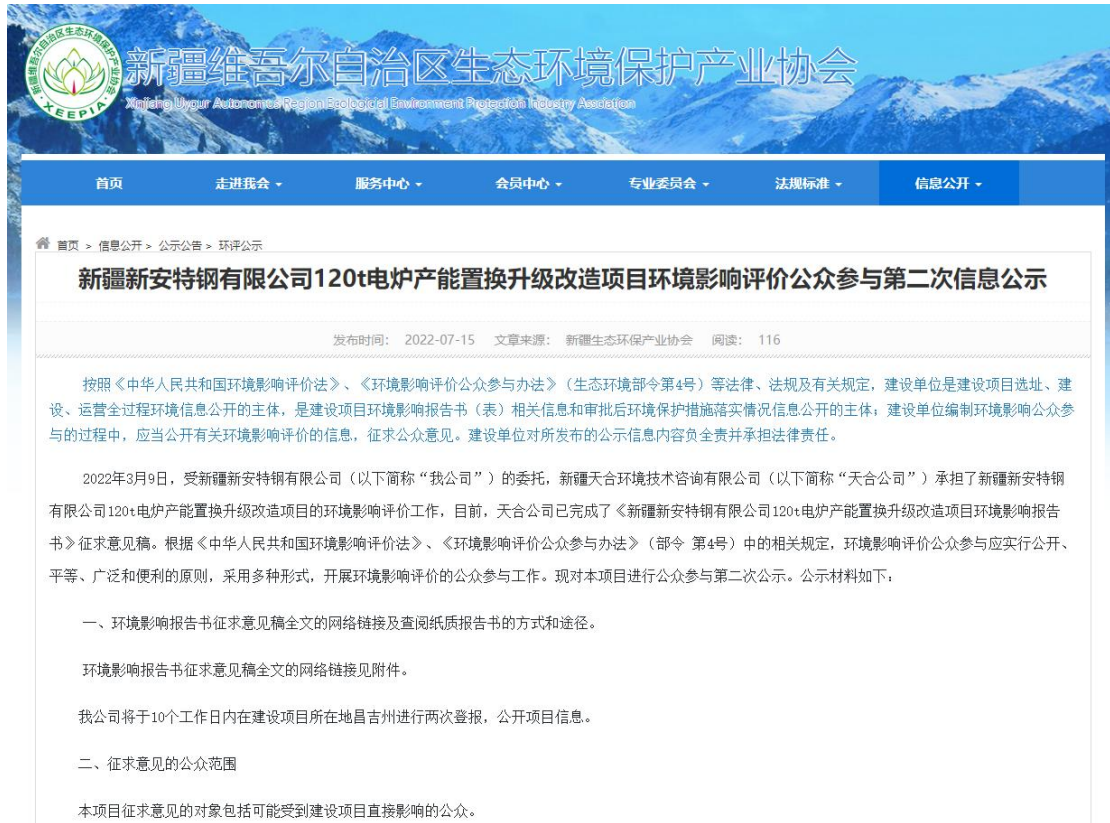 新疆维吾尔自治区生态环境保护产业协会
XEEPIA
新疆维吾尔自治区生态环境保护产业协会
Xinjiang Uygur Autonomous Region Ecological Environment Protection Industry Assodation
首页 走进我会 服务中心 会员中心 专业委员会 法规标准 信息公开
首页 > 信息公开 > 公示公告 > 环评公示
新疆新安特钢有限公司120t电炉产能置换升级改造项目环境影响评价公众参与第二次信息公示
发布时间: 2022-07-15 文章来源: 新疆生态环保产业协会 阅读: 116
按照《中华人民共和国环境影响评价法》、《环境影响评价公众参与办法》（生态环境部令第4号）等法律、法规及有关规定，建设单位是建设项目选址、建
设、运营全过程环境信息公开的主体，是建设项目环境影响报告书（表）相关信息和审批后环境保护措施落实情况信息公开的主体；建设单位编制环境影响公众参
与的过程中，应当公开有关环境影响评价的信息，征求公众意见。建设单位对所发布的公示信息内容负全责并承担法律责任。
2022年3月9日，受新疆新安特钢有限公司（以下简称“我公司”）的委托，新疆天合环境技术咨询有限公司（以下简称“天合公司”）承担了新疆新安特钢
有限公司120t电炉产能置换升级改造项目的环境影响评价工作，目前，天合公司已完成了《新疆新安特钢有限公司120t电炉产能置换升级改造项目环境影响报告
书》征求意见稿。根据《中华人民共和国环境影响评价法》、《环境影响评价公众参与办法》（部令 第4号）中的相关规定，环境影响评价公众参与应实行公开、
平等、广泛和便利的原则，采用多种形式，开展环境影响评价的公众参与工作。现对本项目进行公众参与第二次公示。公示材料如下：
一、环境影响报告书征求意见稿全文的网络链接及查阅纸质报告书的方式和途径。
环境影响报告书征求意见稿全文的网络链接见附件。
我公司将于10个工作日内在建设项目所在地昌吉州进行两次登报，公开项目信息。
二、征求意见的公众范围
本项目征求意见的对象包括可能受到建设项目直接影响的公众。